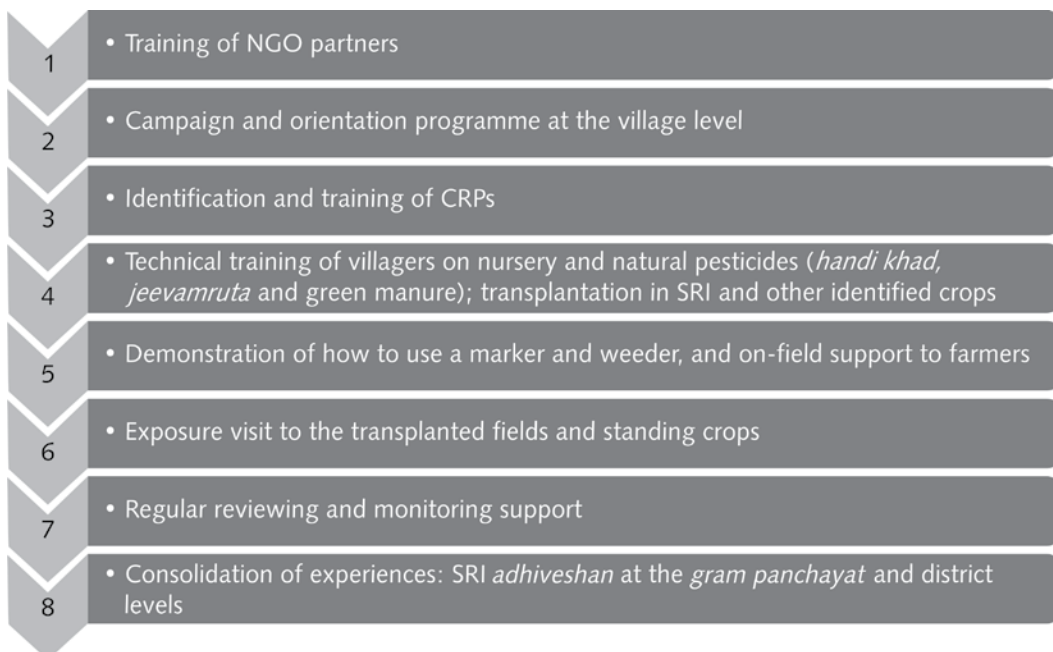 1
• Training of NGO partners
2
• Campaign and orientation programme at the village level
3
• Identification and training of CRPs
4
• Technical training of villagers on nursery and natural pesticides (handi khad,
jeevamruta and green manure); transplantation in SRI and other identified crops
5
• Demonstration of how to use a marker and weeder, and on-field support to farmers
6
• Exposure visit to the transplanted fields and standing crops
7
• Regular reviewing and monitoring support
8
• Consolidation of experiences: SRI adhiveshan at the gram panchayat and district
levels